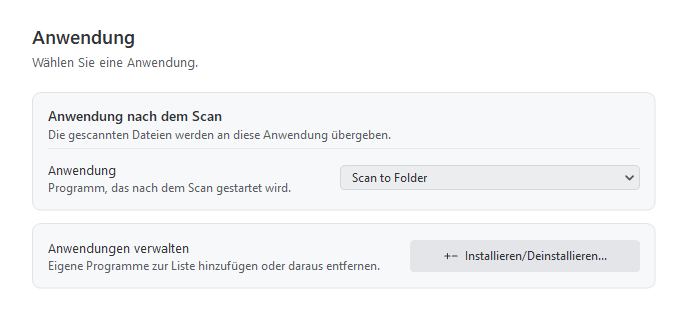 Anwendung
Wählen Sie eine Anwendung.
Anwendung nach dem Scan
Die gescannten Dateien werden an diese Anwendung übergeben.
Anwendung
Programm, das nach dem Scan gestartet wird.
Scan to Folder
Anwendungen verwalten
Eigene Programme zur Liste hinzufügen oder daraus entfernen.
+− Installieren/Deinstallieren...